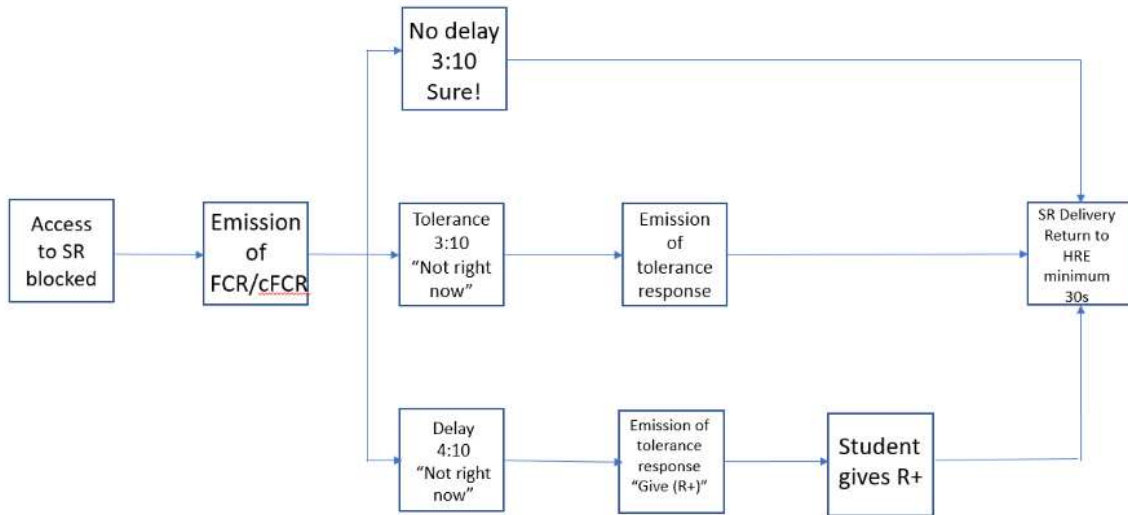 No delay
3:10
Sure!
Access
to SR
blocked
Emission
of
FCR/cFCR
Tolerance
3:10
“Not right
now”
Emission
of
tolerance
response
SR Delivery
Return to
HRE
minimum
30s
Delay
4:10
“Not right
now”
Emission of
tolerance
response
“Give (R+)”
Student
gives R+